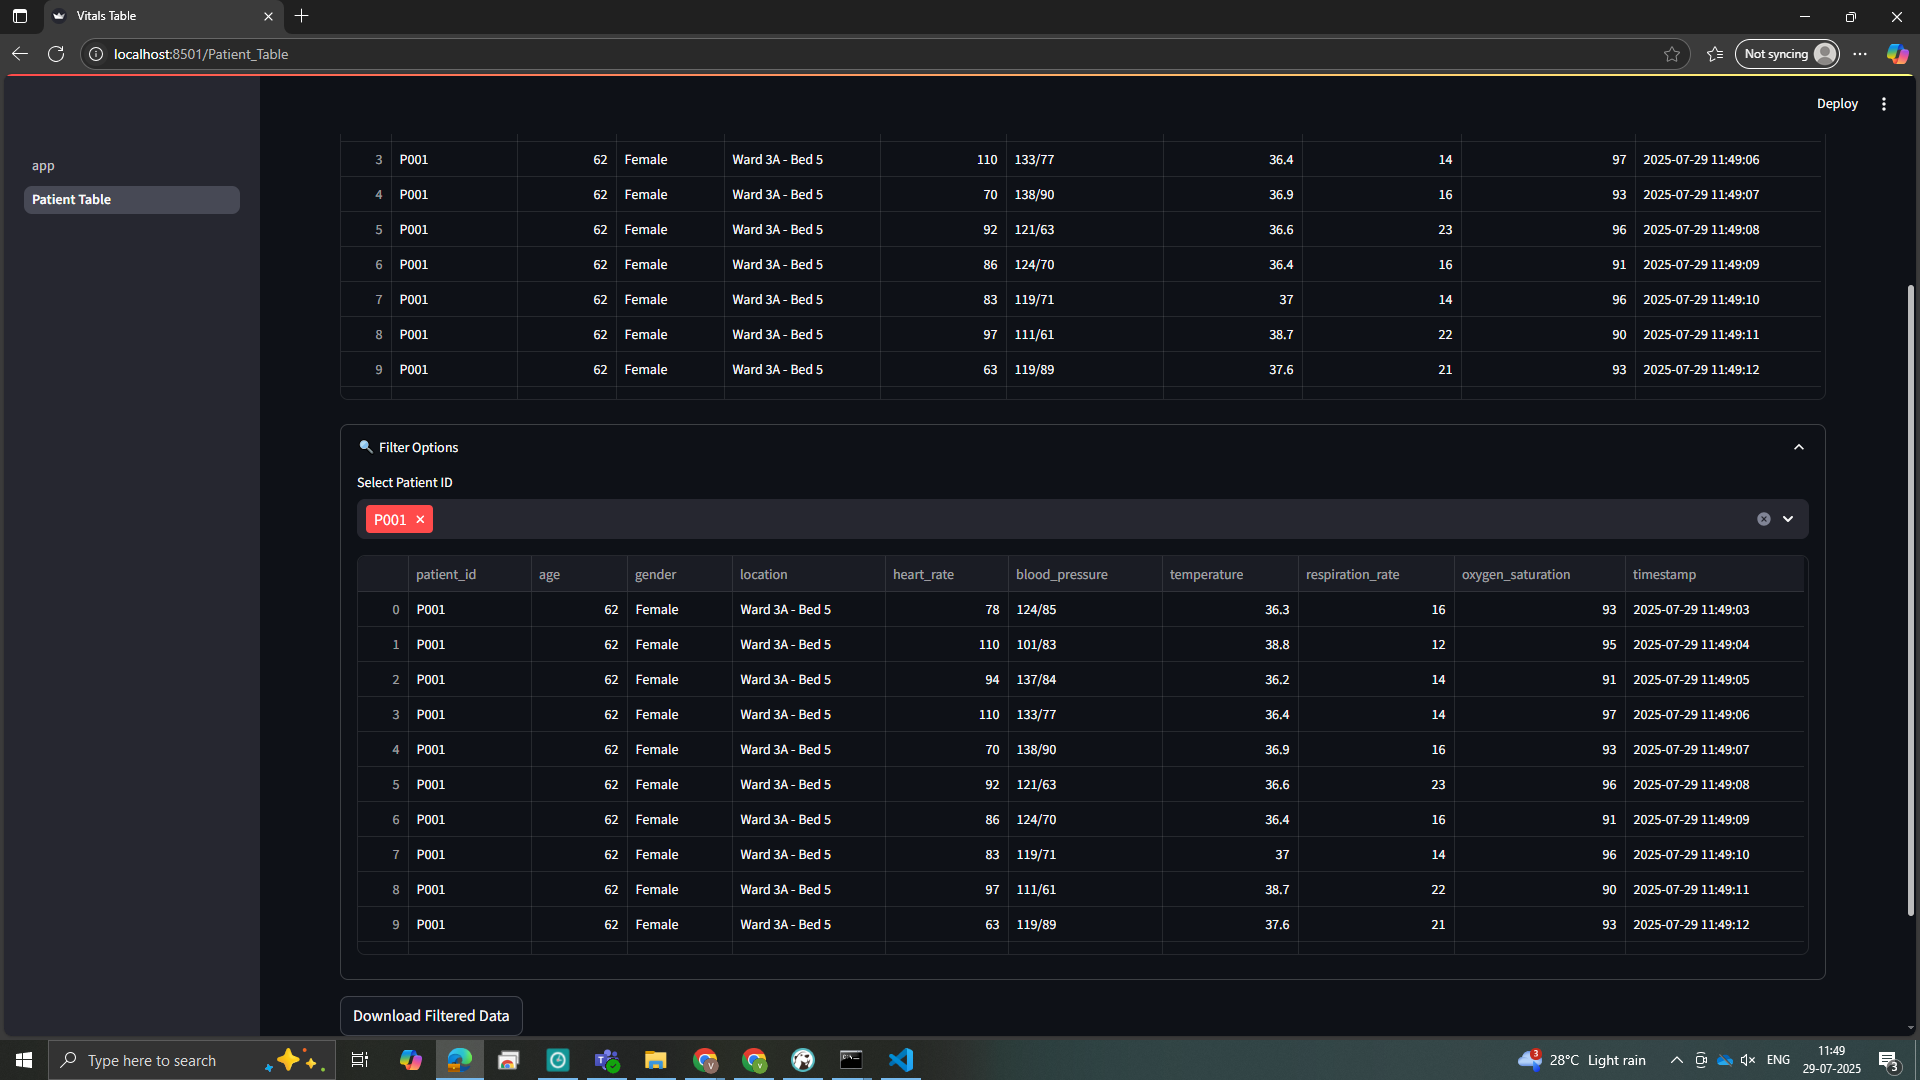 Vitals Table
localhost:8501/Patient_Table
Not syncing
Deploy
app
Patient Table
3 P001 62 Female Ward 3A - Bed 5 110 133/77 36.4 14 97 2025-07-29 11:49:06
4 P001 62 Female Ward 3A - Bed 5 70 138/90 36.9 16 93 2025-07-29 11:49:07
5 P001 62 Female Ward 3A - Bed 5 92 121/63 36.6 23 96 2025-07-29 11:49:08
6 P001 62 Female Ward 3A - Bed 5 86 124/70 36.4 16 91 2025-07-29 11:49:09
7 P001 62 Female Ward 3A - Bed 5 83 119/71 37 14 96 2025-07-29 11:49:10
8 P001 62 Female Ward 3A - Bed 5 97 111/61 38.7 22 90 2025-07-29 11:49:11
9 P001 62 Female Ward 3A - Bed 5 63 119/89 37.6 21 93 2025-07-29 11:49:12
Filter Options
Select Patient ID
P001
patient_id age gender location heart_rate blood_pressure temperature respiration_rate oxygen_saturation timestamp
0 P001 62 Female Ward 3A - Bed 5 78 124/85 36.3 16 93 2025-07-29 11:49:03
1 P001 62 Female Ward 3A - Bed 5 110 101/83 38.8 12 95 2025-07-29 11:49:04
2 P001 62 Female Ward 3A - Bed 5 94 137/84 36.2 14 91 2025-07-29 11:49:05
3 P001 62 Female Ward 3A - Bed 5 110 133/77 36.4 14 97 2025-07-29 11:49:06
4 P001 62 Female Ward 3A - Bed 5 70 138/90 36.9 16 93 2025-07-29 11:49:07
5 P001 62 Female Ward 3A - Bed 5 92 121/63 36.6 23 96 2025-07-29 11:49:08
6 P001 62 Female Ward 3A - Bed 5 86 124/70 36.4 16 91 2025-07-29 11:49:09
7 P001 62 Female Ward 3A - Bed 5 83 119/71 37 14 96 2025-07-29 11:49:10
8 P001 62 Female Ward 3A - Bed 5 97 111/61 38.7 22 90 2025-07-29 11:49:11
9 P001 62 Female Ward 3A - Bed 5 63 119/89 37.6 21 93 2025-07-29 11:49:12
Download Filtered Data
Type here to search
3
28°C Light rain
ENG
11:49
29-07-2025
3